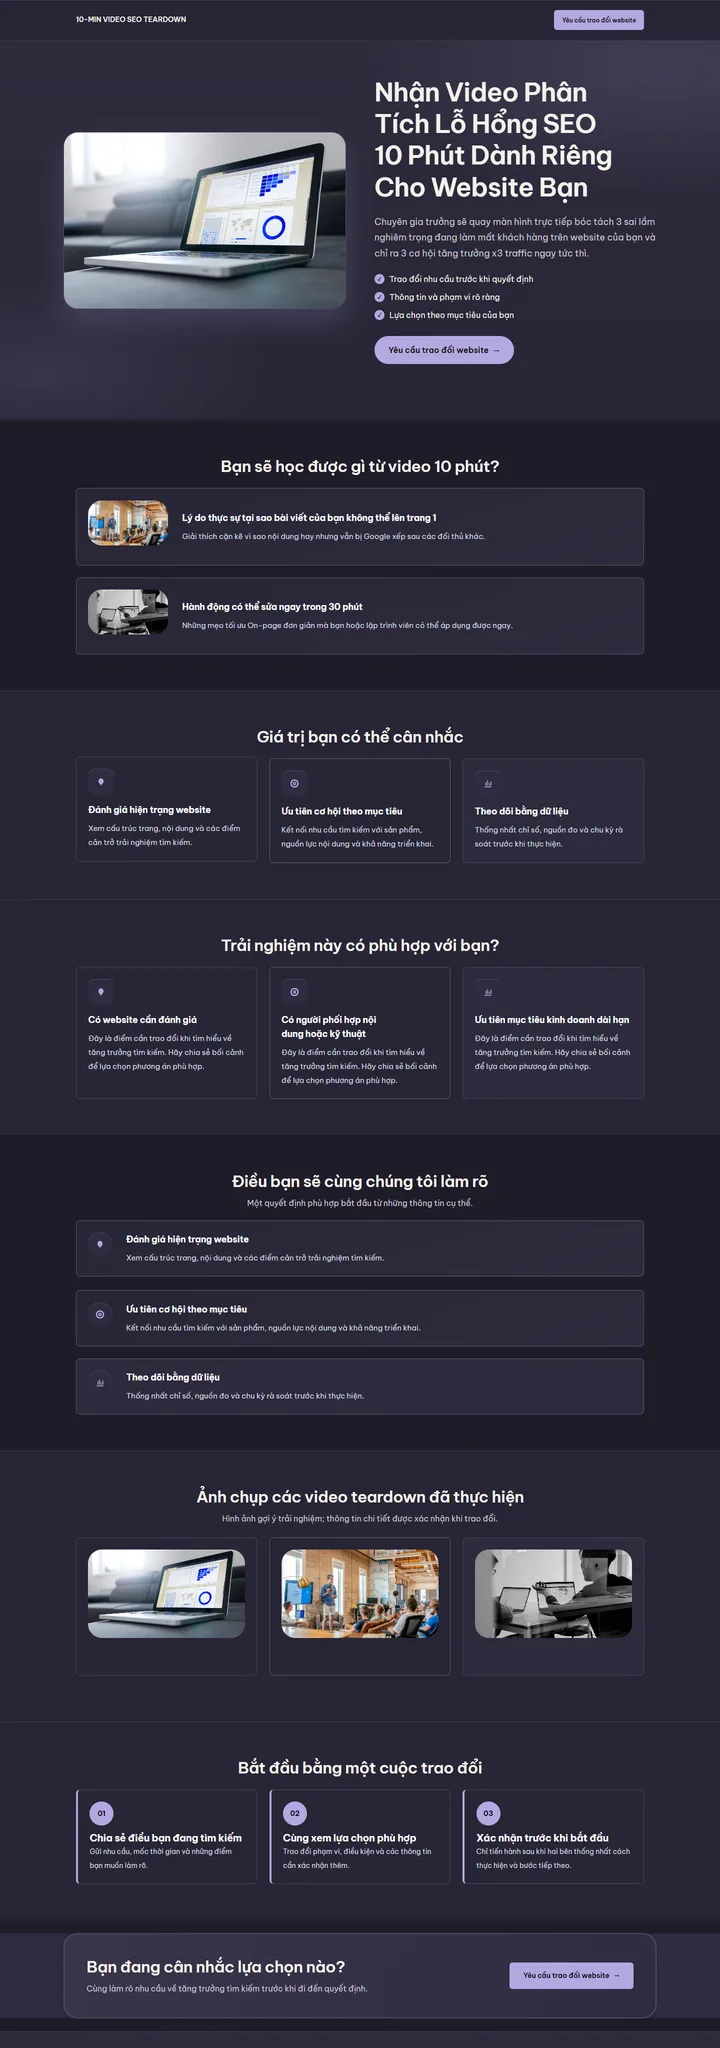 10-MIN VIDEO SEO TEARDOWN
Yêu cầu trao đổi website
Nhận Video Phân
Tích Lỗ Hổng SEO
10 Phút Dành Riêng
Cho Website Bạn
Chuyên gia trưởng sẽ quay màn hình trực tiếp bóc tách 3 sai lầm
nghiêm trọng đang làm mất khách hàng trên website của bạn và
chỉ ra 3 cơ hội tăng trưởng x3 traffic ngay tức thì.
Trao đổi nhu cầu trước khi quyết định
Thông tin và phạm vi rõ ràng
Lựa chọn theo mục tiêu của bạn
Yêu cầu trao đổi website →
Bạn sẽ học được gì từ video 10 phút?
Lý do thực sự tại sao bài viết của bạn không thể lên trang 1
Giải thích cặn kẽ vì sao nội dung hay nhưng vẫn bị Google xếp sau các đối thủ khác.
Hành động có thể sửa ngay trong 30 phút
Những mẹo tối ưu On-page đơn giản mà bạn hoặc lập trình viên có thể áp dụng được ngay.
Giá trị bạn có thể cân nhắc
Đánh giá hiện trạng website
Xem cấu trúc trang, nội dung và các điểm
cản trở trải nghiệm tìm kiếm.
Ưu tiên cơ hội theo mục tiêu
Kết nối nhu cầu tìm kiếm với sản phẩm,
nguồn lực nội dung và khả năng triển khai.
Theo dõi bằng dữ liệu
Thống nhất chỉ số, nguồn đo và chu kỳ rà
soát trước khi thực hiện.
Trải nghiệm này có phù hợp với bạn?
Có website cần đánh giá
Đây là điểm cần trao đổi khi tìm hiểu về
tăng trưởng tìm kiếm. Hãy chia sẻ bối cảnh
để lựa chọn phương án phù hợp.
Có người phối hợp nội
dung hoặc kỹ thuật
Đây là điểm cần trao đổi khi tìm hiểu về
tăng trưởng tìm kiếm. Hãy chia sẻ bối cảnh
để lựa chọn phương án phù hợp.
Ưu tiên mục tiêu kinh doanh dài hạn
Đây là điểm cần trao đổi khi tìm hiểu về
tăng trưởng tìm kiếm. Hãy chia sẻ bối cảnh
để lựa chọn phương án phù hợp.
Điều bạn sẽ cùng chúng tôi làm rõ
Một quyết định phù hợp bắt đầu từ những thông tin cụ thể.
Đánh giá hiện trạng website
Xem cấu trúc trang, nội dung và các điểm cản trở trải nghiệm tìm kiếm.
Ưu tiên cơ hội theo mục tiêu
Kết nối nhu cầu tìm kiếm với sản phẩm, nguồn lực nội dung và khả năng triển khai.
Theo dõi bằng dữ liệu
Thống nhất chỉ số, nguồn đo và chu kỳ rà soát trước khi thực hiện.
Ảnh chụp các video teardown đã thực hiện
Hình ảnh gợi ý trải nghiệm; thông tin chi tiết được xác nhận khi trao đổi.
Bắt đầu bằng một cuộc trao đổi
01
Chia sẻ điều bạn đang tìm kiếm
Gửi nhu cầu, mốc thời gian và những điểm
bạn muốn làm rõ.
02
Cùng xem lựa chọn phù hợp
Trao đổi phạm vi, điều kiện và các thông tin
cần xác nhận thêm.
03
Xác nhận trước khi bắt đầu
Chỉ tiến hành sau khi hai bên thống nhất cách
thực hiện và bước tiếp theo.
Bạn đang cân nhắc lựa chọn nào?
Cùng làm rõ nhu cầu về tăng trưởng tìm kiếm trước khi đi đến quyết định.
Yêu cầu trao đổi website →